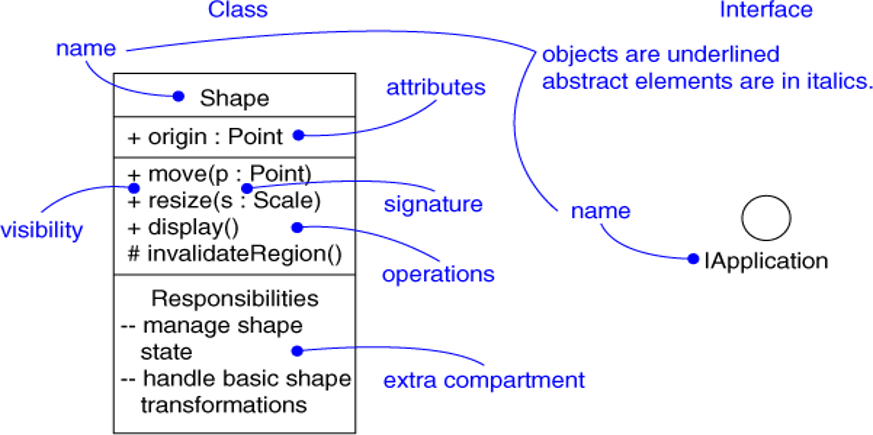 Class
Interface
name
objects are underlined
abstract elements are in italics.
Shape
attributes
+ origin : Point
+ move(p : Point)
+ resize(s : Scale)
+ display()
# invalidateRegion()
visibility
signature
operations
name
IApplication
Responsibilities
-- manage shape
state
-- handle basic shape
transformations
extra compartment